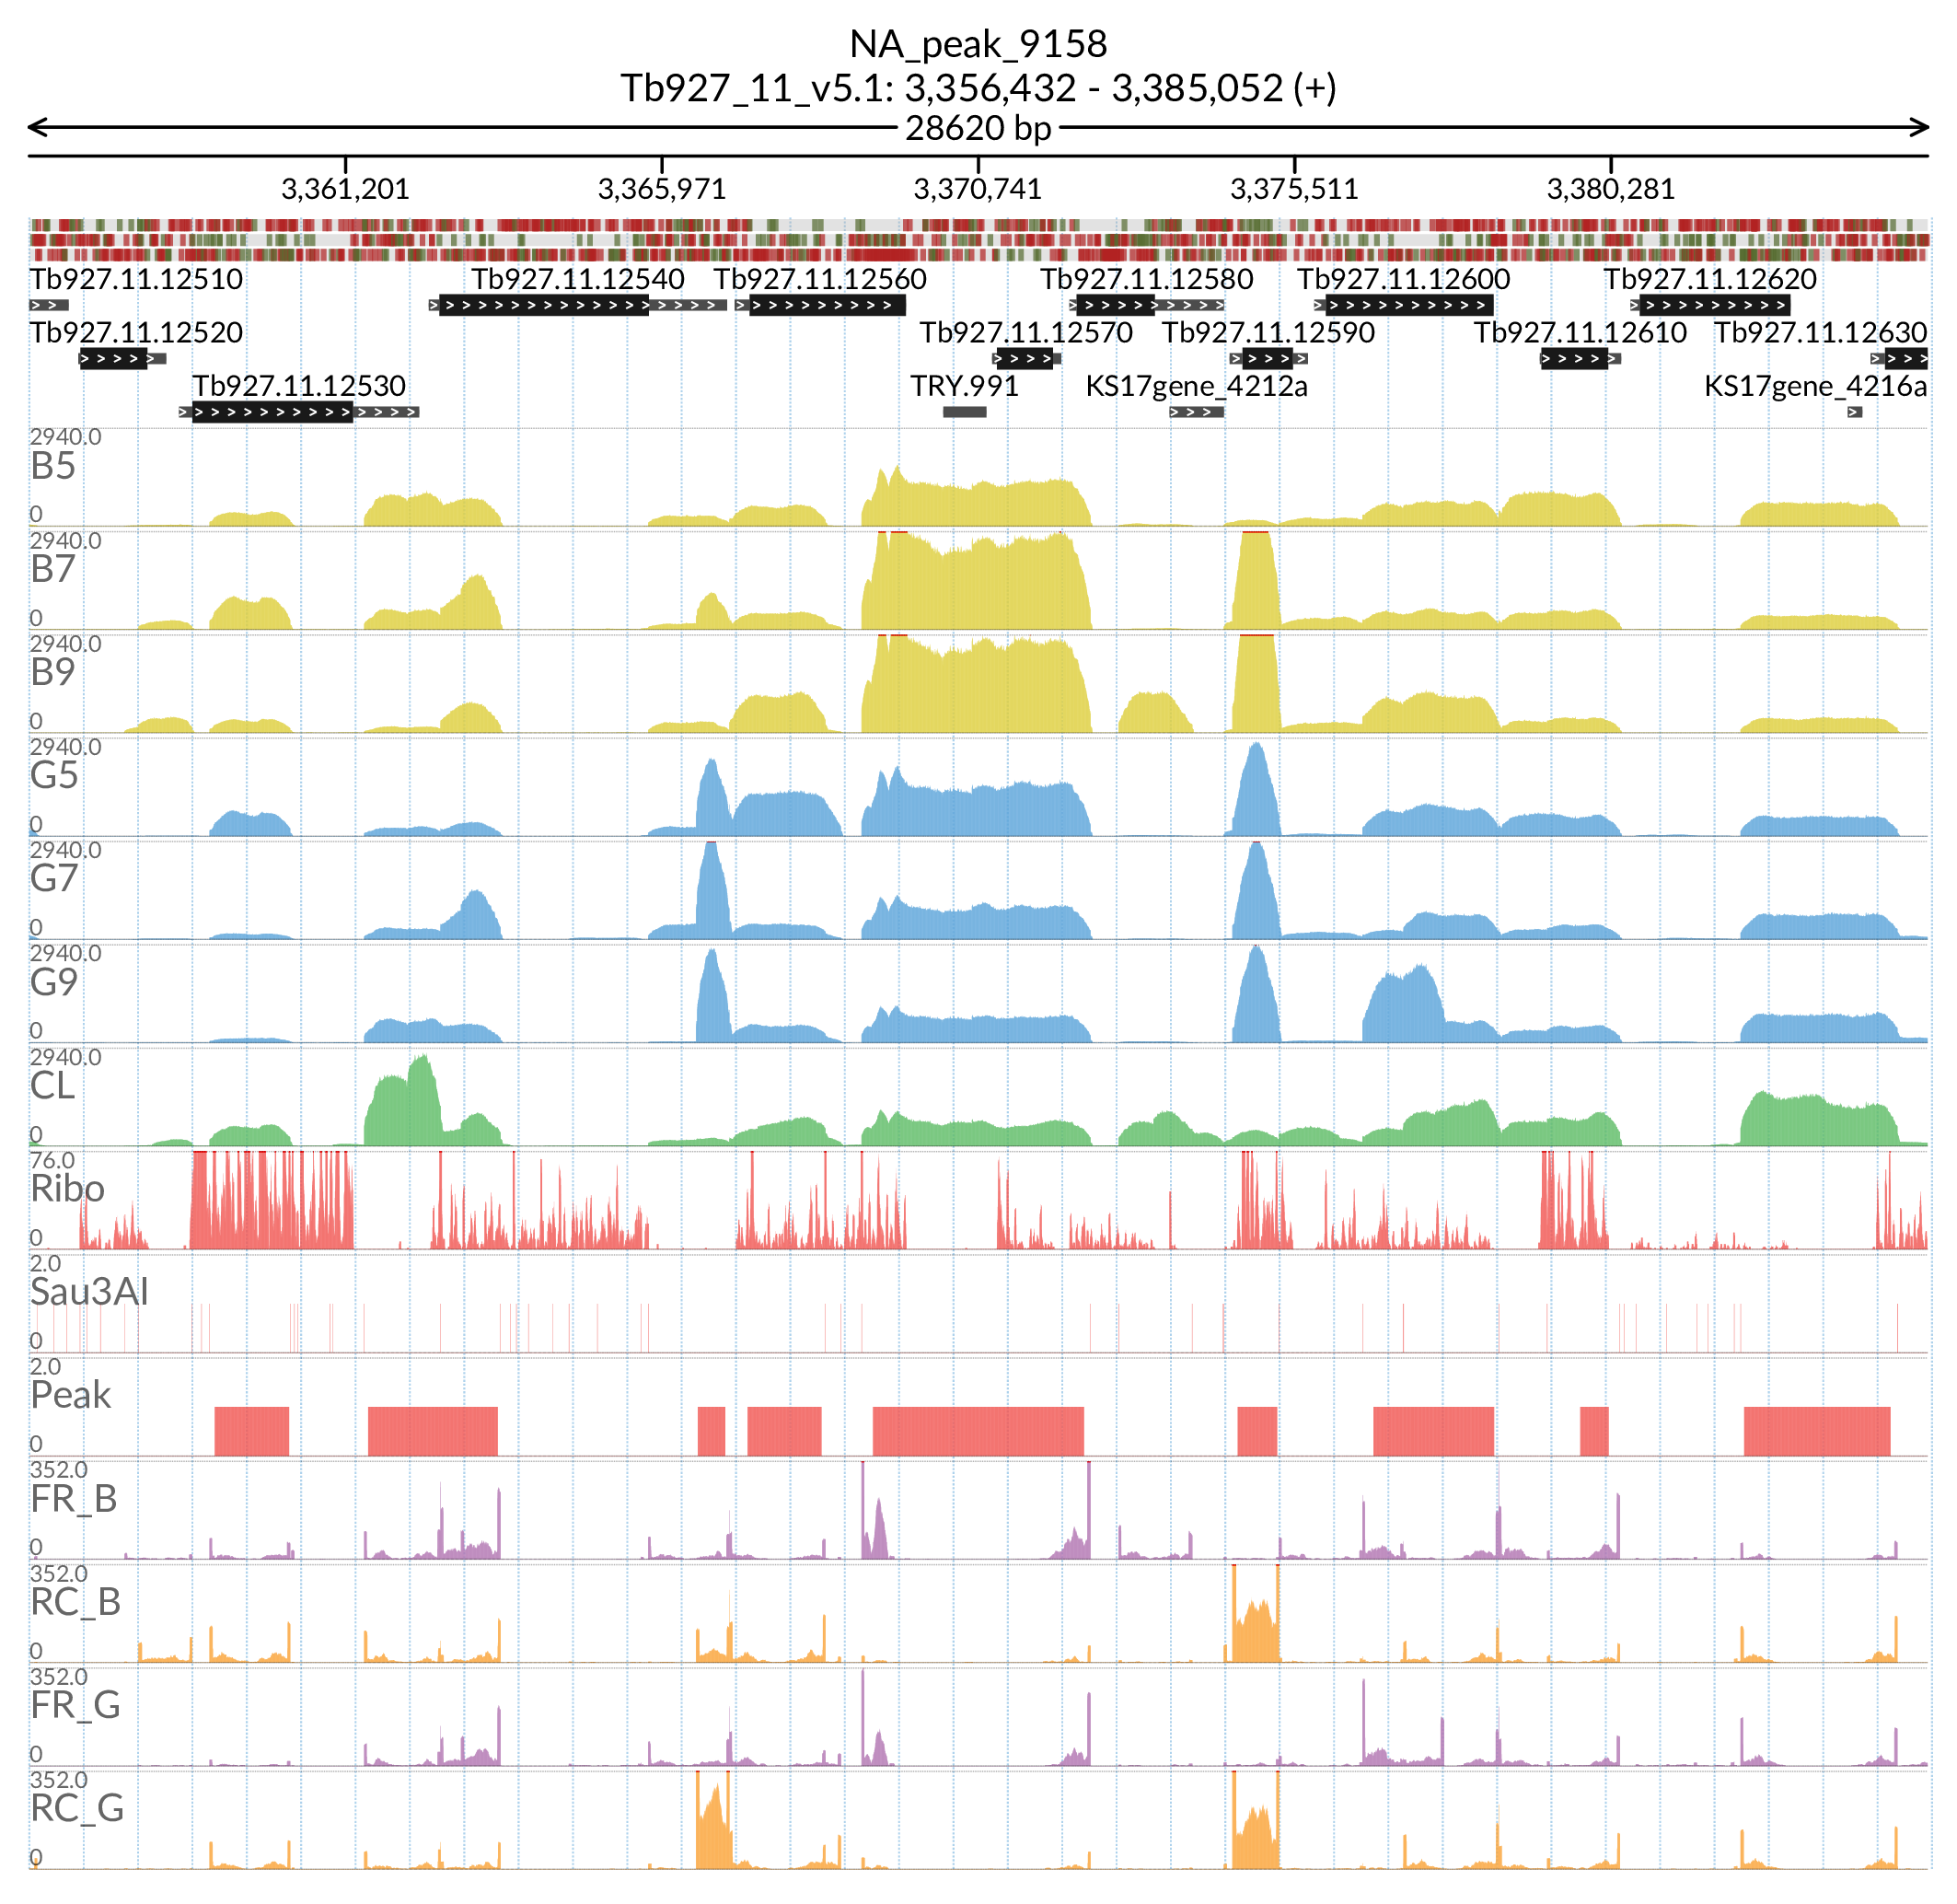 NA_peak_9158
Tb927_11_v5.1: 3,356,432 - 3,385,052 (+)
28620 bp
3,361,201 3,365,971 3,370,741 3,375,511 3,380,281
Tb927.11.12510 Tb927.11.12540 Tb927.11.12560 Tb927.11.12580 Tb927.11.12600 Tb927.11.12620
Tb927.11.12520 Tb927.11.12570 Tb927.11.12590 Tb927.11.12610 Tb927.11.12630
Tb927.11.12530 TRY.991 KS17gene_4212a KS17gene_4216a
2940.0
B5
0
2940.0
B7
0
2940.0
B9
0
2940.0
G5
0
2940.0
G7
0
2940.0
G9
0
2940.0
CL
0
76.0
Ribo
0
2.0
Sau3AI
0
2.0
Peak
0
352.0
FR_B
0
352.0
RC_B
0
352.0
FR_G
0
352.0
RC_G
0